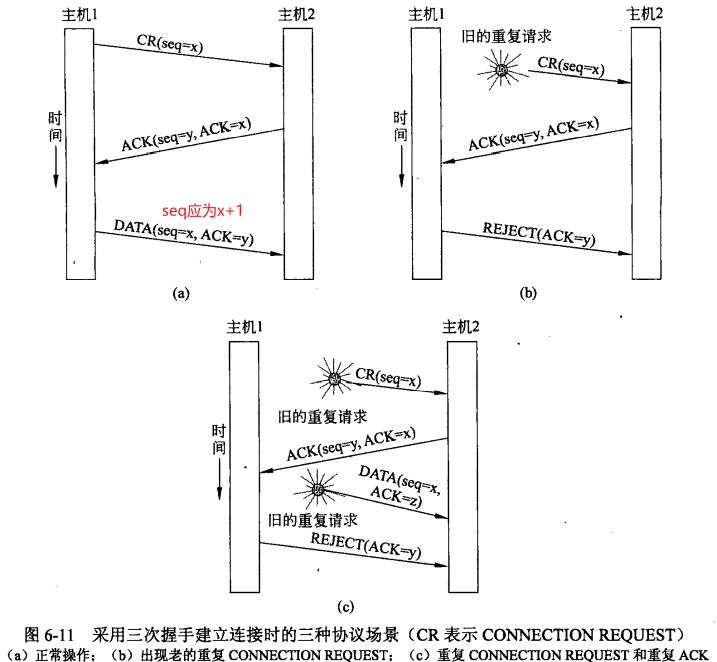 主机1
主机2
CR(seq=x)
时间
ACK(seq=y, ACK=x)
seq应为x+1
DATA(seq=x, ACK=y)
(a)
主机1
主机2
旧的重复请求
CR(seq=x)
时间
ACK(seq=y, ACK=x)
REJECT(ACK=y)
(b)
主机1
主机2
CR(seq=x)
旧的重复请求
时间
ACK(seq=y, ACK=x)
DATA(seq=x,
ACK=z)
旧的重复请求
REJECT(ACK=y)
(c)
图 6-11 采用三次握手建立连接时的三种协议场景（CR 表示 CONNECTION REQUEST）
（a）正常操作；（b）出现老的重复 CONNECTION REQUEST；（c）重复 CONNECTION REQUEST 和重复 ACK